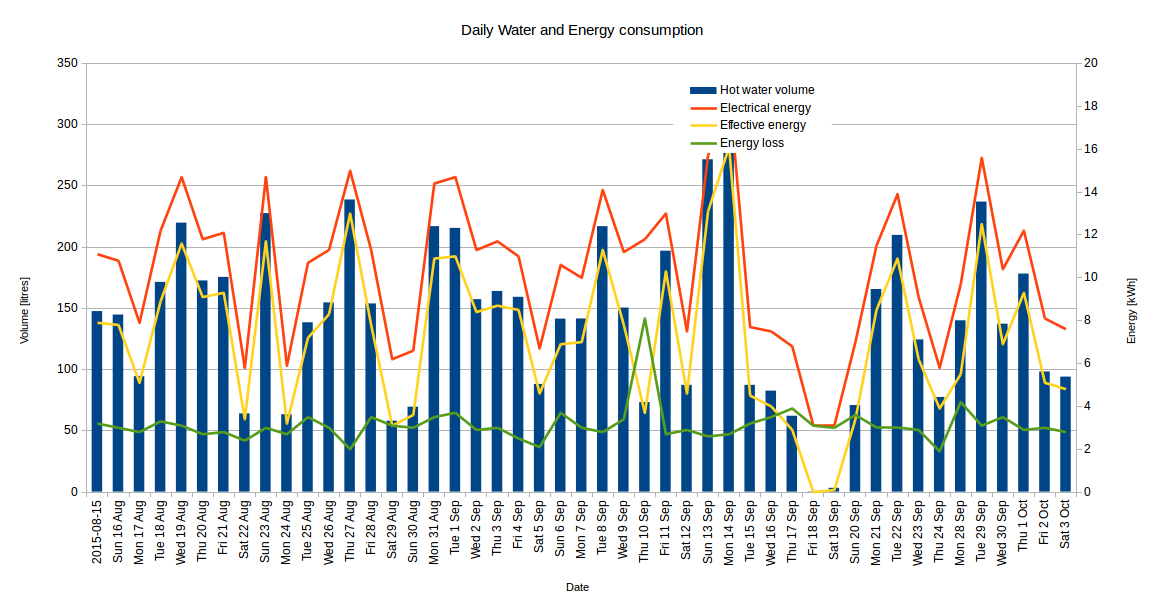 Daily Water and Energy consumption
350
300
250
200
150
100
50
0
Volume [litres]
Hot water volume
Electrical energy
Effective energy
Energy loss
20
18
16
14
12
10
8
6
4
2
0
Energy [kWh]
2015-08-15
Sun 16 Aug
Mon 17 Aug
Tue 18 Aug
Wed 19 Aug
Thu 20 Aug
Fri 21 Aug
Sat 22 Aug
Sun 23 Aug
Mon 24 Aug
Tue 25 Aug
Wed 26 Aug
Thu 27 Aug
Fri 28 Aug
Sat 29 Aug
Sun 30 Aug
Mon 31 Aug
Tue 1 Sep
Wed 2 Sep
Thu 3 Sep
Fri 4 Sep
Sat 5 Sep
Sun 6 Sep
Mon 7 Sep
Tue 8 Sep
Wed 9 Sep
Thu 10 Sep
Fri 11 Sep
Sat 12 Sep
Sun 13 Sep
Mon 14 Sep
Tue 15 Sep
Wed 16 Sep
Thu 17 Sep
Fri 18 Sep
Sat 19 Sep
Sun 20 Sep
Mon 21 Sep
Tue 22 Sep
Wed 23 Sep
Thu 24 Sep
Mon 28 Sep
Tue 29 Sep
Wed 30 Sep
Thu 1 Oct
Fri 2 Oct
Sat 3 Oct
Date